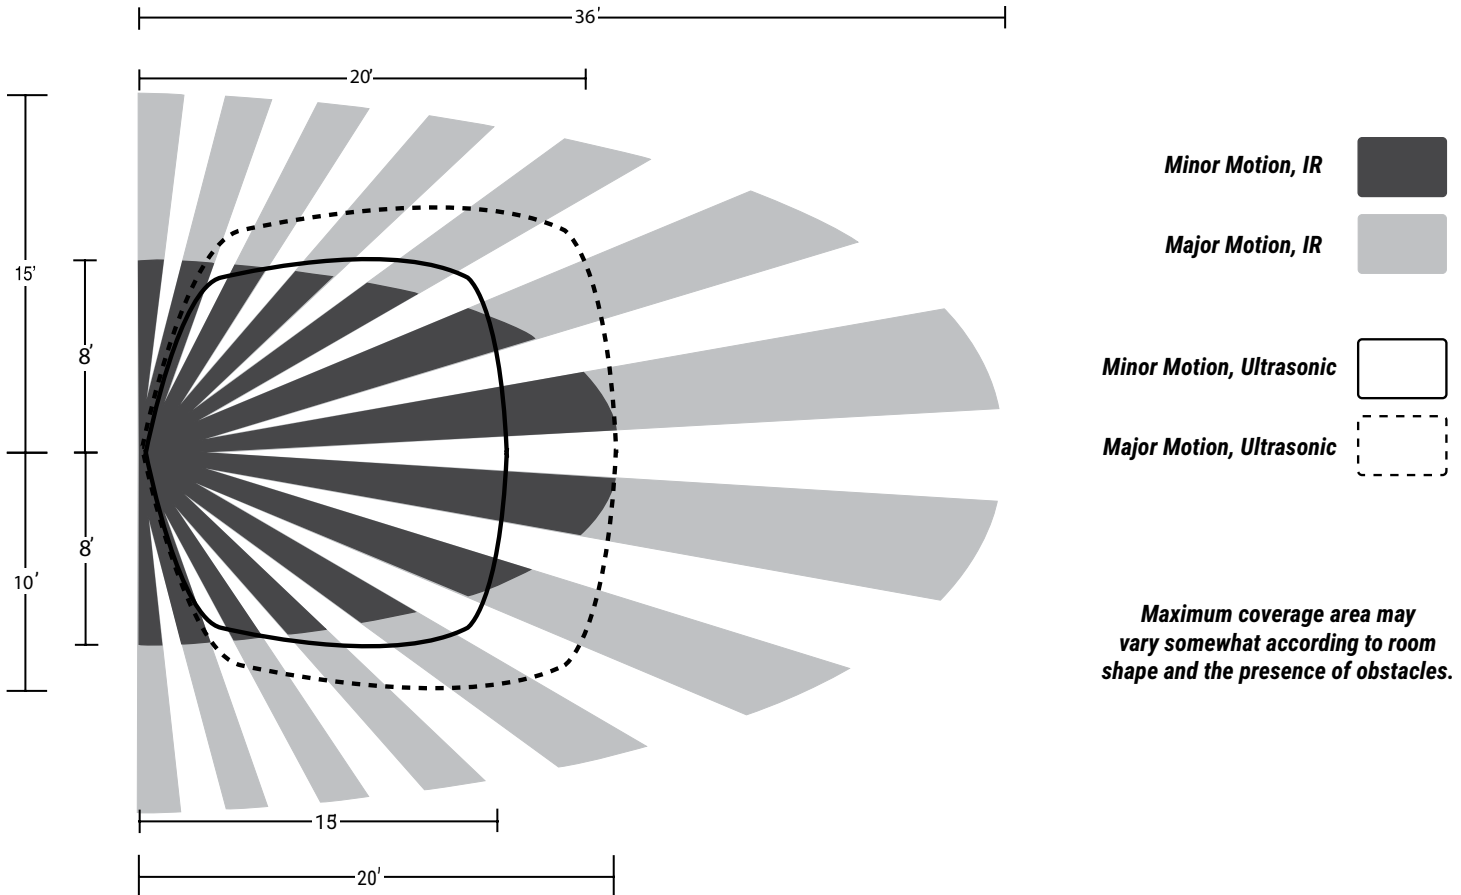 36'
20'
15'
8'
8'
10'
15
20'
Minor Motion, IR
Major Motion, IR
Minor Motion, Ultrasonic
Major Motion, Ultrasonic
Maximum coverage area may
vary somewhat according to room
shape and the presence of obstacles.